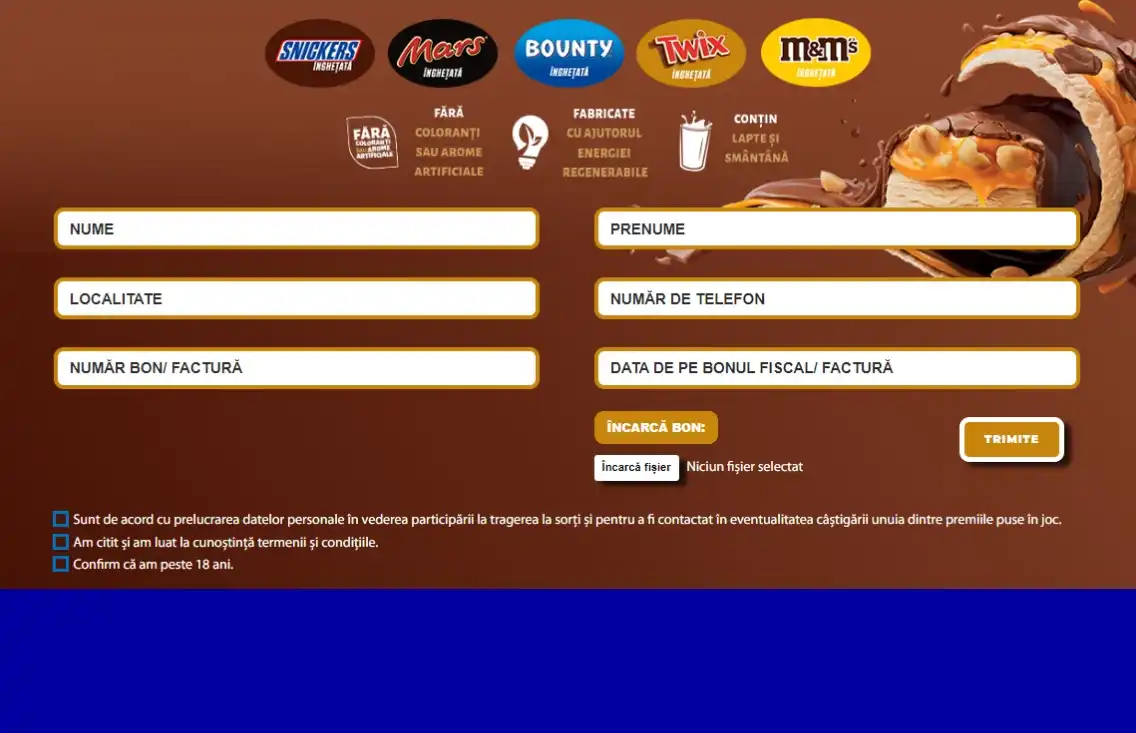 SNICKERS
ÎNGHEȚATĂ
Mars
ÎNGHEȚATĂ
BOUNTY
ÎNGHEȚATĂ
TWIX
ÎNGHEȚATĂ
m&m's
ÎNGHEȚATĂ
FĂRĂ
COLORANȚI
SAU AROME
ARTIFICIALE
FĂRĂ
COLORANȚI
SAU AROME
ARTIFICIALE
FABRICATE
CU AJUTORUL
ENERGIEI
REGENERABILE
CONȚIN
LAPTE ȘI
SMÂNTÂNĂ
NUME
PRENUME
LOCALITATE
NUMĂR DE TELEFON
NUMĂR BON/ FACTURĂ
DATA DE PE BONUL FISCAL/ FACTURĂ
ÎNCARCĂ BON:
TRIMITE
Încarcă fișier
Niciun fișier selectat
Sunt de acord cu prelucrarea datelor personale în vederea participării la tragerea la sorți și pentru a fi contactat în eventualitatea câștigării unuia dintre premiile puse în joc.
Am citit și am luat la cunoștință termenii și condițiile.
Confirm că am peste 18 ani.